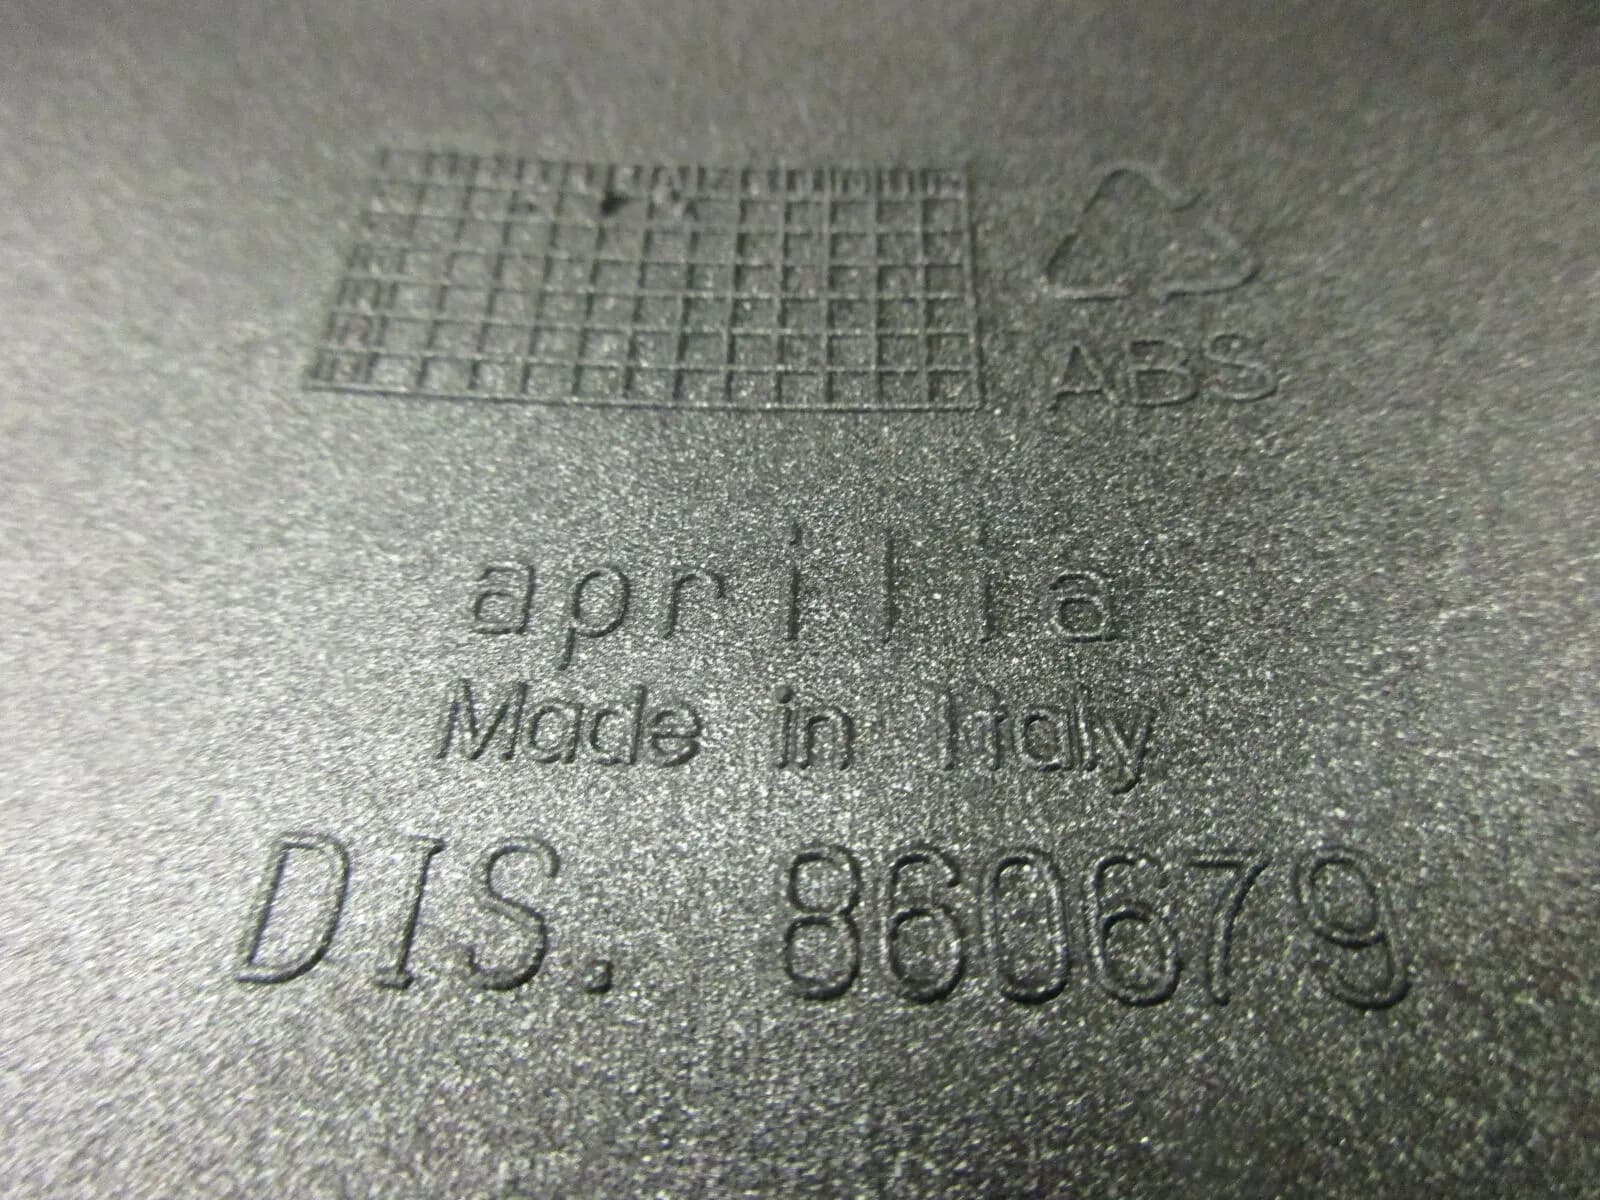 ABS
aprilia
Made in Italy
DIS. 860679